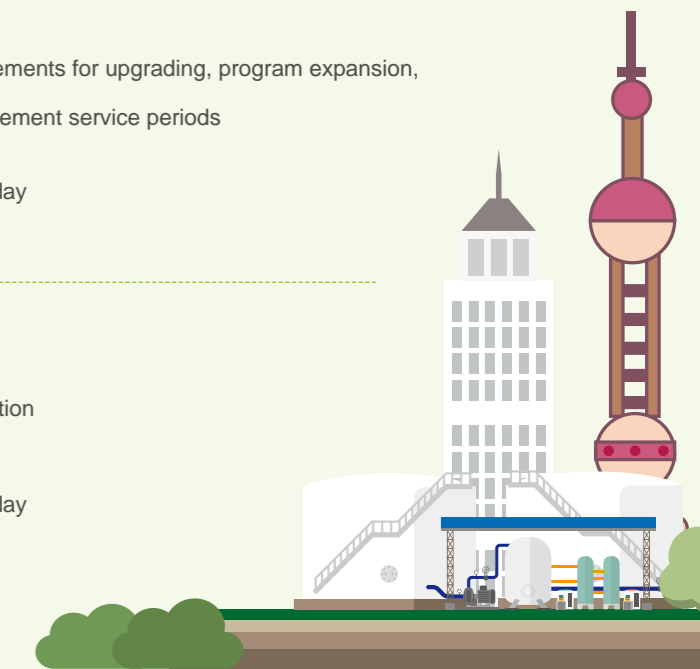 ements for upgrading, program expansion,
ement service periods
lay
tion
lay